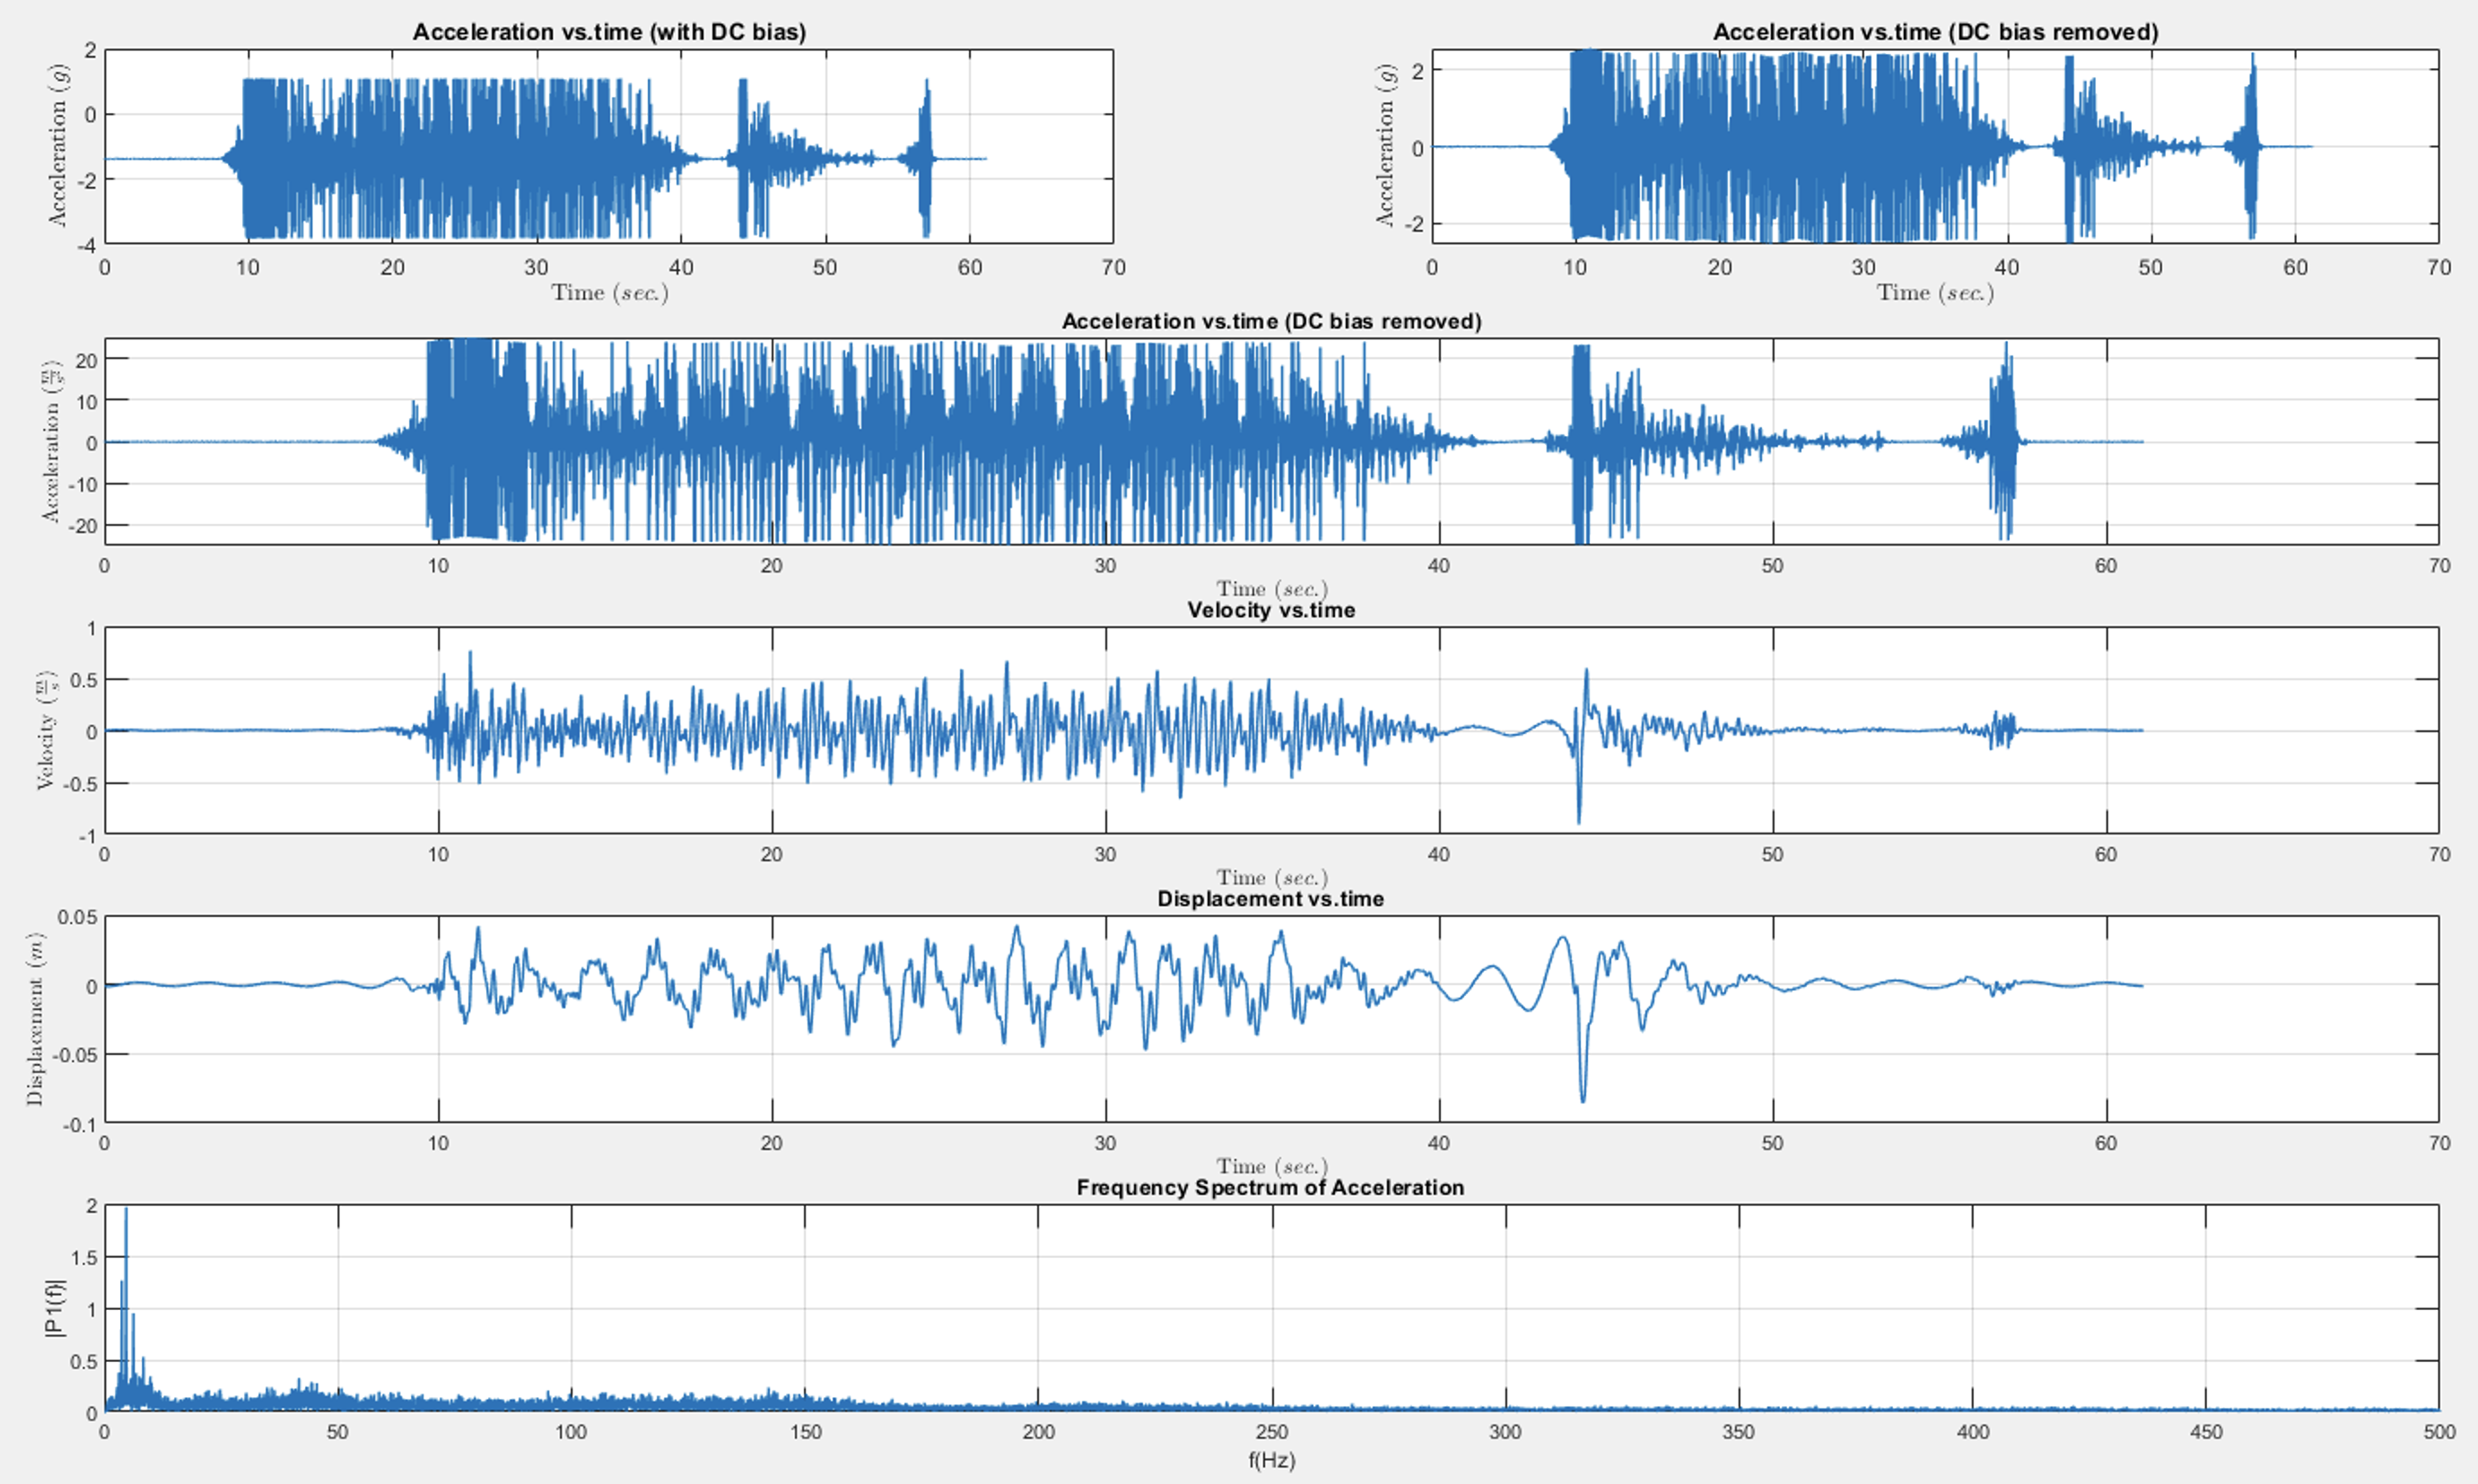 Acceleration vs.time (with DC bias)
Acceleration (g)
2
0
-2
-4
0 10 20 30 40 50 60 70
Time (sec.)
Acceleration vs.time (DC bias removed)
Acceleration (g)
2
0
-2
0 10 20 30 40 50 60 70
Time (sec.)
Acceleration vs.time (DC bias removed)
Acceleration (m/s²)
20
10
0
-10
-20
0 10 20 30 40 50 60 70
Time (sec.)
Velocity vs.time
Velocity (m/s)
1
0.5
0
-0.5
-1
0 10 20 30 40 50 60 70
Time (sec.)
Displacement vs.time
Displacement (m)
0.05
0
-0.05
-0.1
0 10 20 30 40 50 60 70
Time (sec.)
Frequency Spectrum of Acceleration
|P1(f)|
2
1.5
1
0.5
0
0 50 100 150 200 250 300 350 400 450 500
f(Hz)